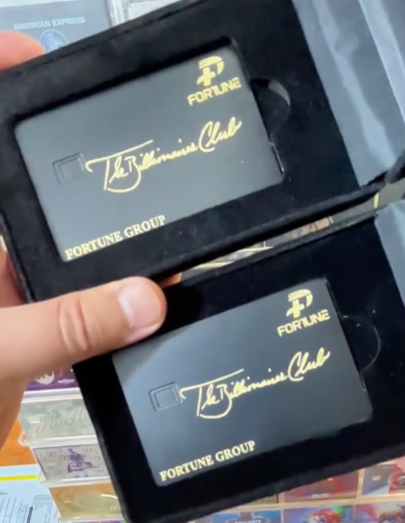 AMERICAN EXPRESS
FORTUNE
The Billionaires Club
FORTUNE GROUP
FORTUNE
The Billionaires Club
FORTUNE GROUP